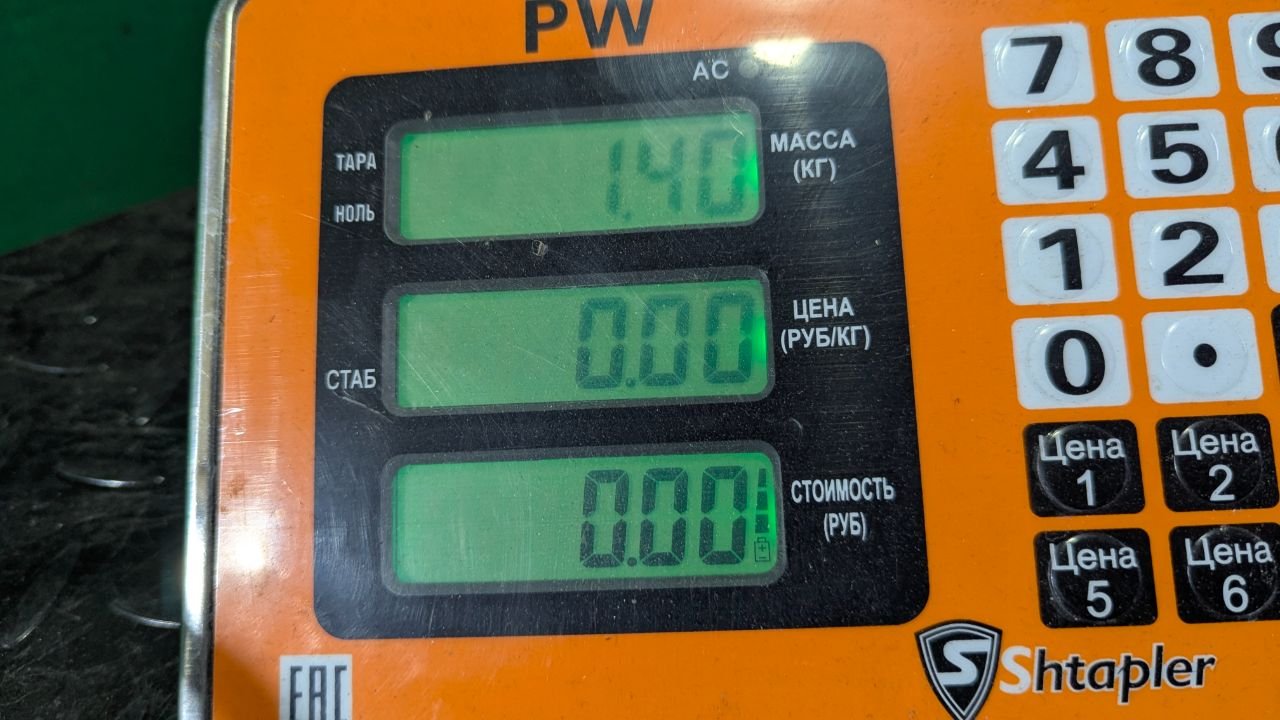 PW
AC
ТАРА
НОЛЬ
1.40
МАССА
(КГ)
0.00
ЦЕНА
(РУБ/КГ)
СТАБ
0.00
СТОИМОСТЬ
(РУБ)
7 8 9
4 5
1 2
0 .
Цена 1
Цена 2
Цена 5
Цена 6
S Shtapler
EAC